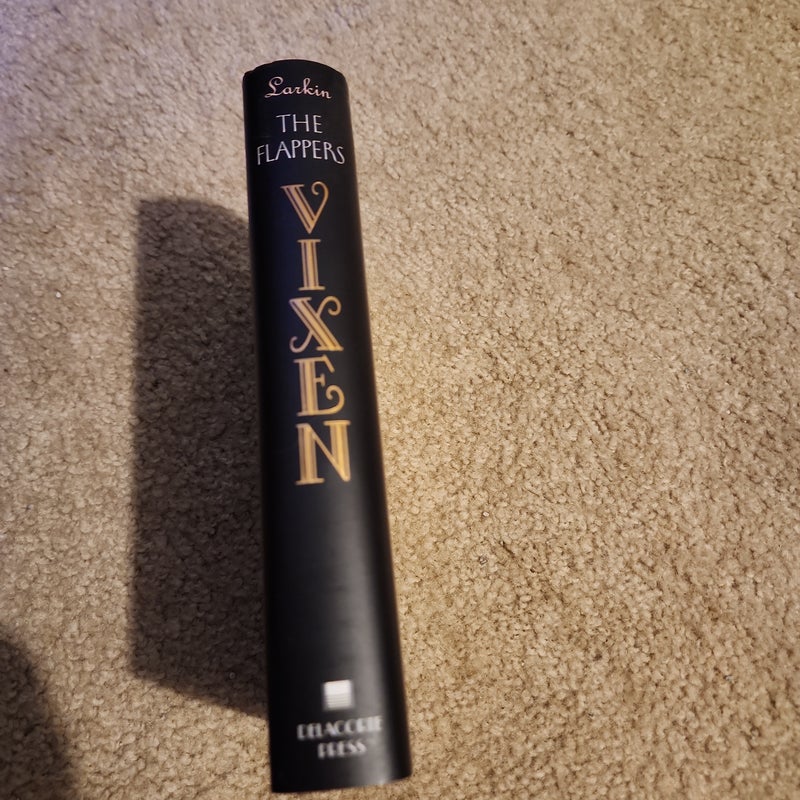 Larkin
THE
FLAPPERS
VIXEN
DELACORTE
PRESS